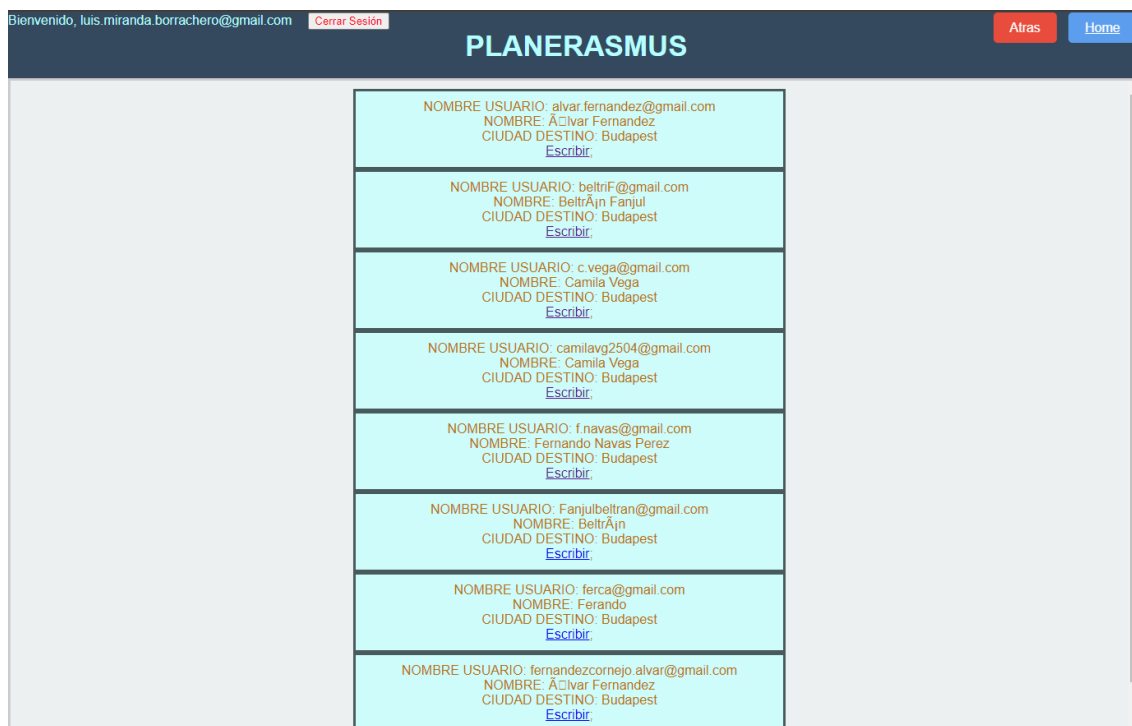 Bienvenido, luis.miranda.borrachero@gmail.com Cerrar Sesión
PLANERASMUS
Atras Home
NOMBRE USUARIO: alvar.fernandez@gmail.com
NOMBRE: Ã□lvar Fernandez
CIUDAD DESTINO: Budapest
Escribir;
NOMBRE USUARIO: beltriF@gmail.com
NOMBRE: BeltrÃ¡n Fanjul
CIUDAD DESTINO: Budapest
Escribir;
NOMBRE USUARIO: c.vega@gmail.com
NOMBRE: Camila Vega
CIUDAD DESTINO: Budapest
Escribir;
NOMBRE USUARIO: camilavg2504@gmail.com
NOMBRE: Camila Vega
CIUDAD DESTINO: Budapest
Escribir;
NOMBRE USUARIO: f.navas@gmail.com
NOMBRE: Fernando Navas Perez
CIUDAD DESTINO: Budapest
Escribir;
NOMBRE USUARIO: Fanjulbeltran@gmail.com
NOMBRE: BeltrÃ¡n
CIUDAD DESTINO: Budapest
Escribir;
NOMBRE USUARIO: ferca@gmail.com
NOMBRE: Ferando
CIUDAD DESTINO: Budapest
Escribir;
NOMBRE USUARIO: fernandezcornejo.alvar@gmail.com
NOMBRE: Ã□lvar Fernandez
CIUDAD DESTINO: Budapest
Escribir;